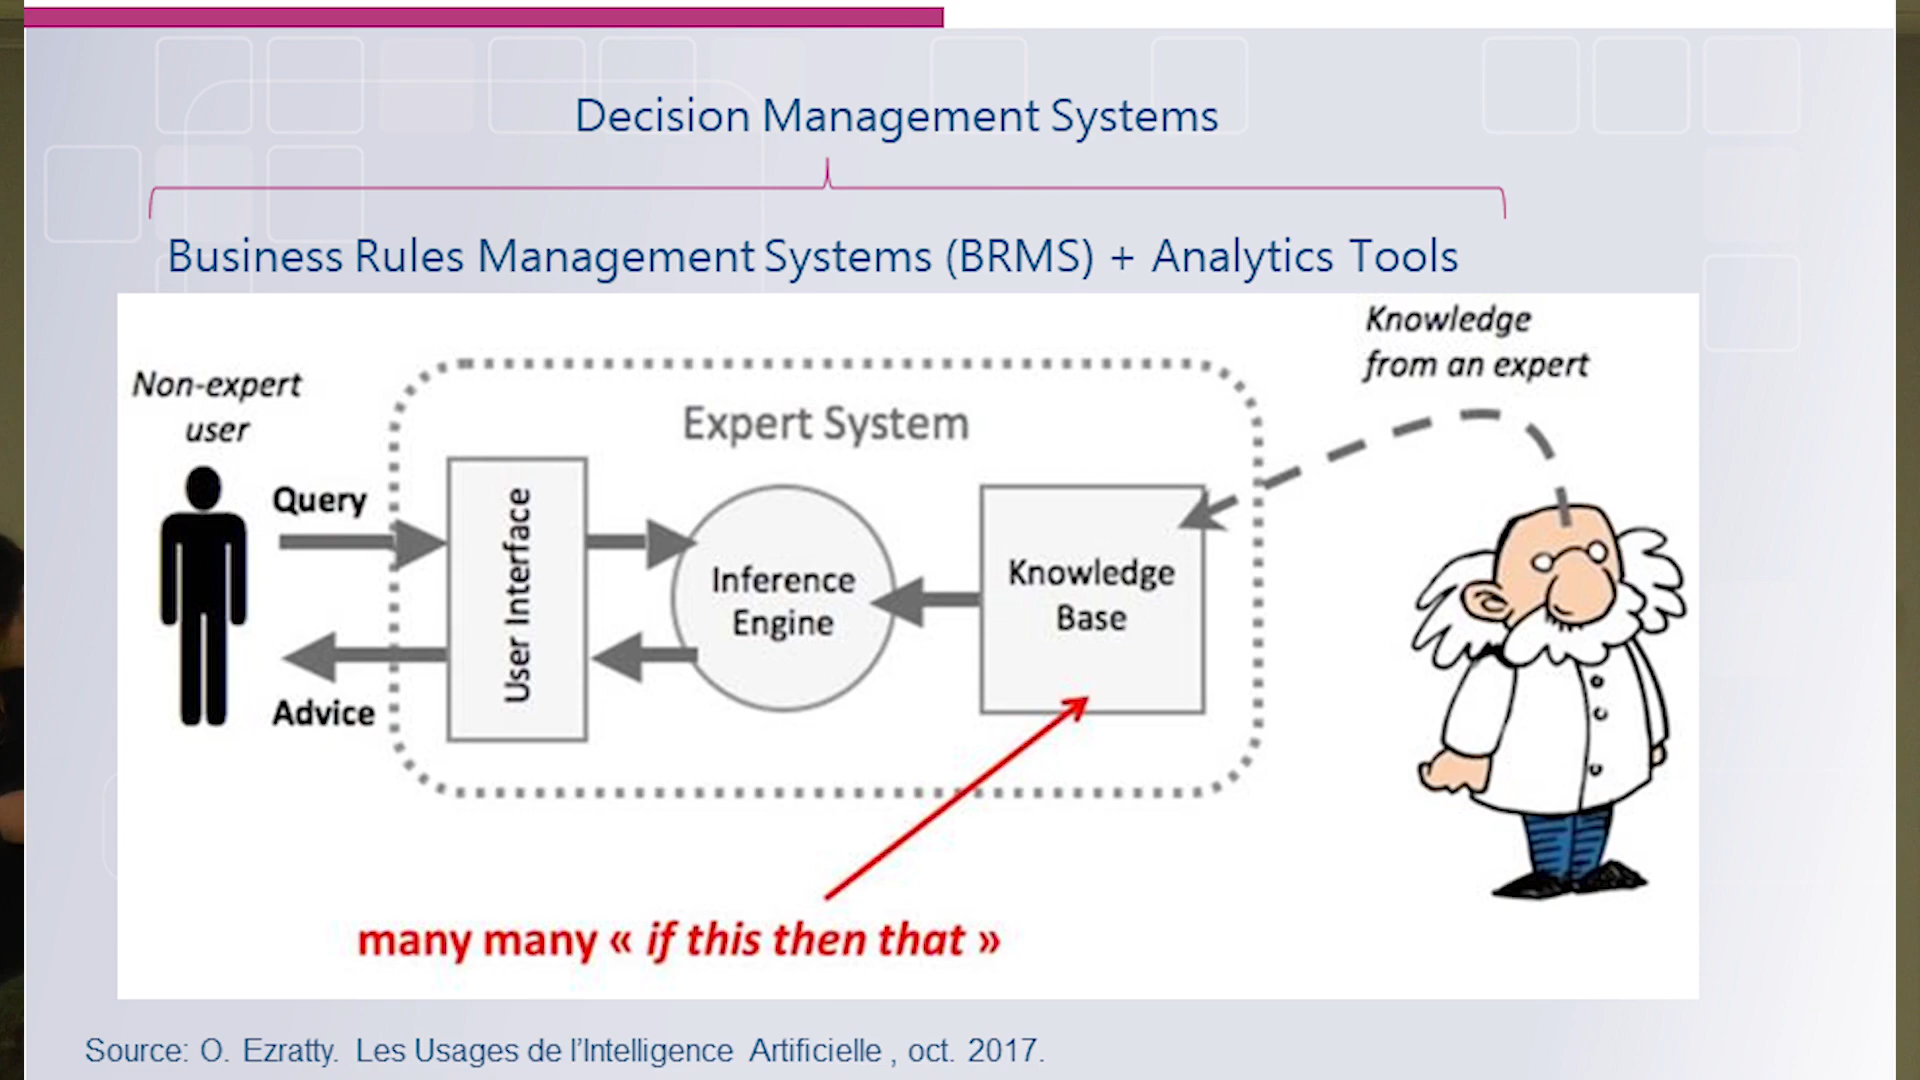 Decision Management Systems
Business Rules Management Systems (BRMS) + Analytics Tools
Knowledge
from an expert
Non-expert
user
Expert System
Query
User Interface
Inference
Engine
Knowledge
Base
Advice
many many « if this then that »
Source: O. Ezratty. Les Usages de l’Intelligence Artificielle , oct. 2017.